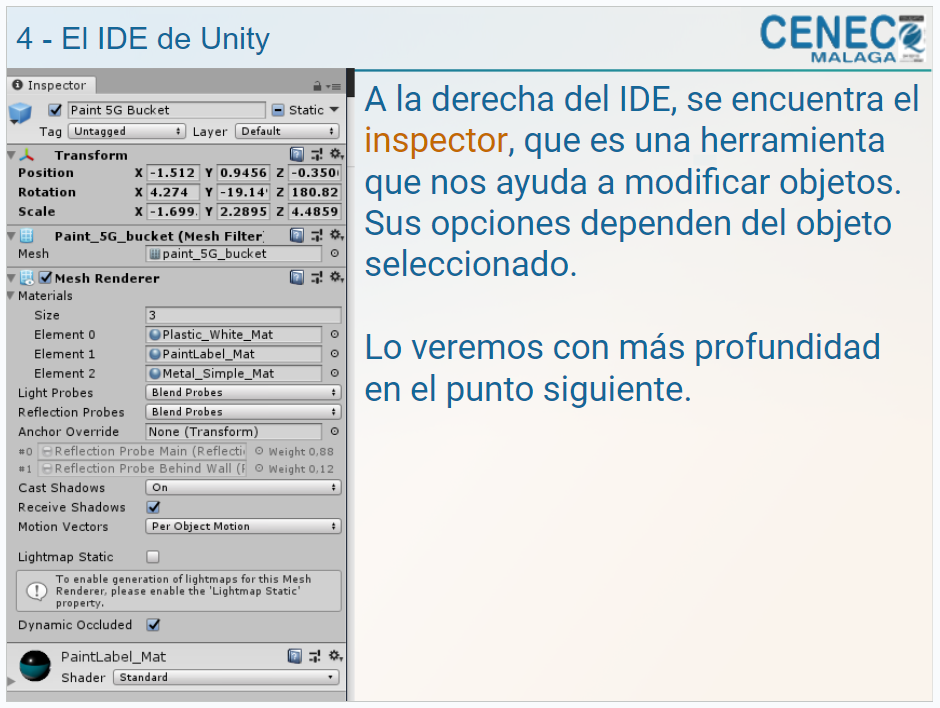 4 - El IDE de Unity
CENEC
MALAGA
Inspector
Paint 5G Bucket Static
Tag Untagged Layer Default
Transform
Position X -1.512 Y 0.9456 Z -0.350
Rotation X 4.274 Y -19.14 Z 180.82
Scale X -1.699 Y 2.2895 Z 4.4859
Paint_5G_bucket (Mesh Filter)
Mesh paint_5G_bucket
Mesh Renderer
Materials
Size 3
Element 0 Plastic_White_Mat
Element 1 PaintLabel_Mat
Element 2 Metal_Simple_Mat
Light Probes Blend Probes
Reflection Probes Blend Probes
Anchor Override None (Transform)
#0 Reflection Probe Main (Reflecti Weight 0.88
#1 Reflection Probe Behind Wall (F Weight 0.12
Cast Shadows On
Receive Shadows
Motion Vectors Per Object Motion
Lightmap Static
To enable generation of lightmaps for this Mesh
Renderer, please enable the 'Lightmap Static'
property.
Dynamic Occluded
PaintLabel_Mat
Shader Standard
A la derecha del IDE, se encuentra el
inspector, que es una herramienta
que nos ayuda a modificar objetos.
Sus opciones dependen del objeto
seleccionado.
Lo veremos con más profundidad
en el punto siguiente.